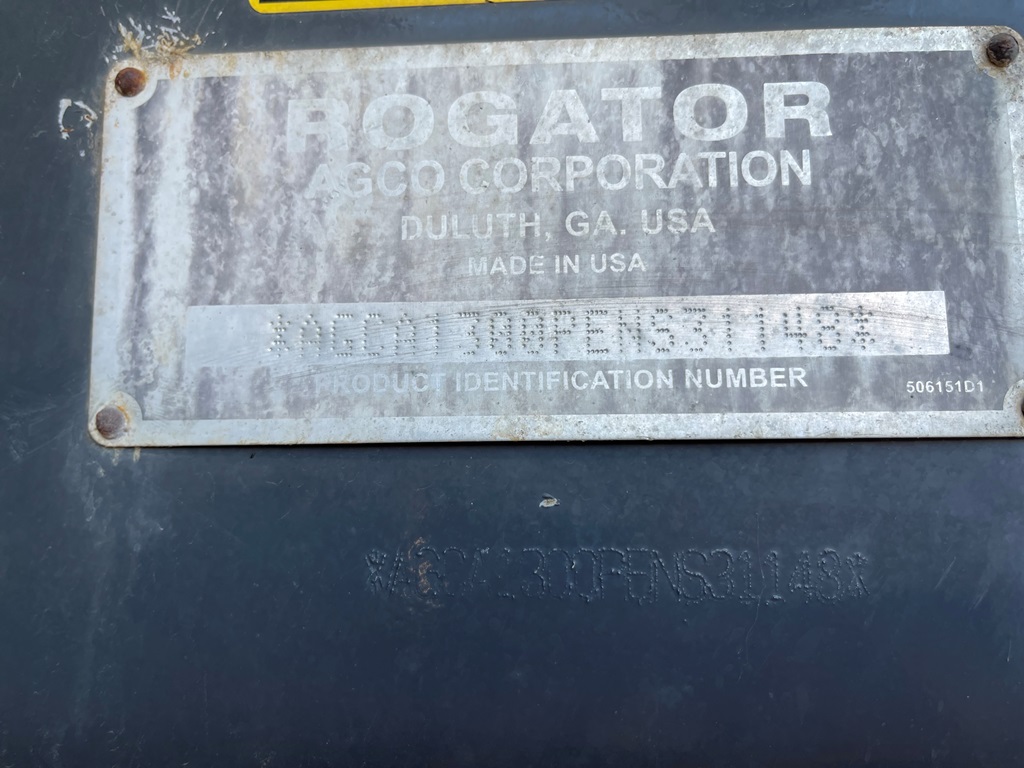 ROGATOR
AGCO CORPORATION
DULUTH, GA. USA
MADE IN USA
*AGCA1300PENS31148*
PRODUCT IDENTIFICATION NUMBER
506151D1
*AGCA1300PENS31148*